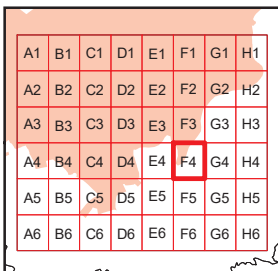 A1 B1 C1 D1 E1 F1 G1 H1
A2 B2 C2 D2 E2 F2 G2 H2
A3 B3 C3 D3 E3 F3 G3 H3
A4 B4 C4 D4 E4 F4 G4 H4
A5 B5 C5 D5 E5 F5 G5 H5
A6 B6 C6 D6 E6 F6 G6 H6